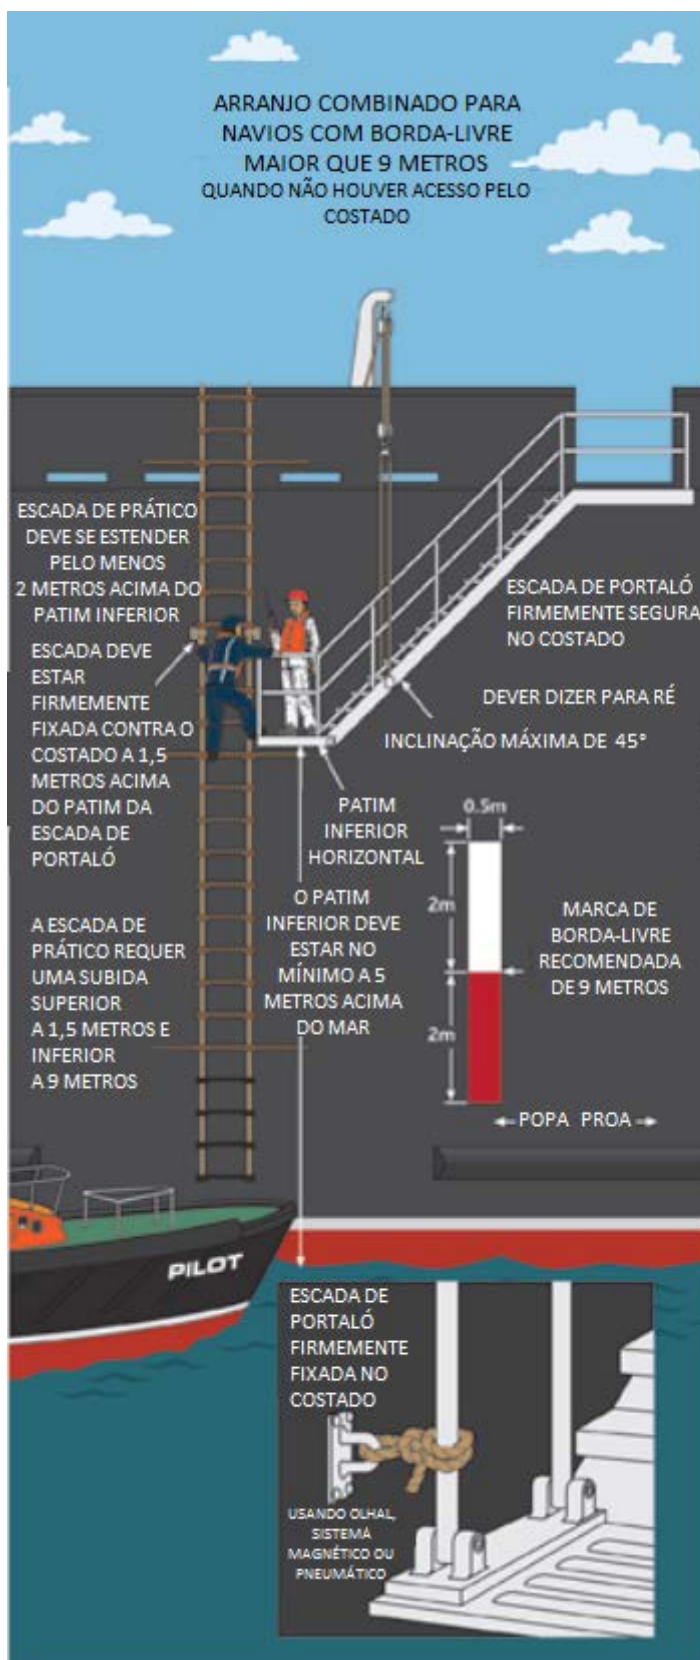 ARRANJO COMBINADO PARA
NAVIOS COM BORDA-LIVRE
MAIOR QUE 9 METROS
QUANDO NÃO HOUVER ACESSO PELO
COSTADO
ESCADA DE PRÁTICO
DEVE SE ESTENDER
PELO MENOS
2 METROS ACIMA DO
PATIM INFERIOR
ESCADA DE PORTALÓ
FIRMEMENTE SEGURA
NO COSTADO
ESCADA DEVE
ESTAR
FIRMEMENTE
FIXADA CONTRA O
COSTADO A 1,5
METROS ACIMA
DO PATIM DA
ESCADA DE
PORTALÓ
DEVER DIZER PARA RÉ
INCLINAÇÃO MÁXIMA DE 45°
PATIM
INFERIOR
HORIZONTAL
0.5m
2m
2m
MARCA DE
BORDA-LIVRE
RECOMENDADA
DE 9 METROS
O PATIM
INFERIOR DEVE
ESTAR NO
MÍNIMO A 5
METROS ACIMA
DO MAR
A ESCADA DE
PRÁTICO REQUER
UMA SUBIDA
SUPERIOR
A 1,5 METROS E
INFERIOR
A 9 METROS
POPA PROA
PILOT
ESCADA DE
PORTALÓ
FIRMEMENTE
FIXADA NO
COSTADO
USANDO OLHAL,
SISTEMA
MAGNÉTICO OU
PNEUMÁTICO